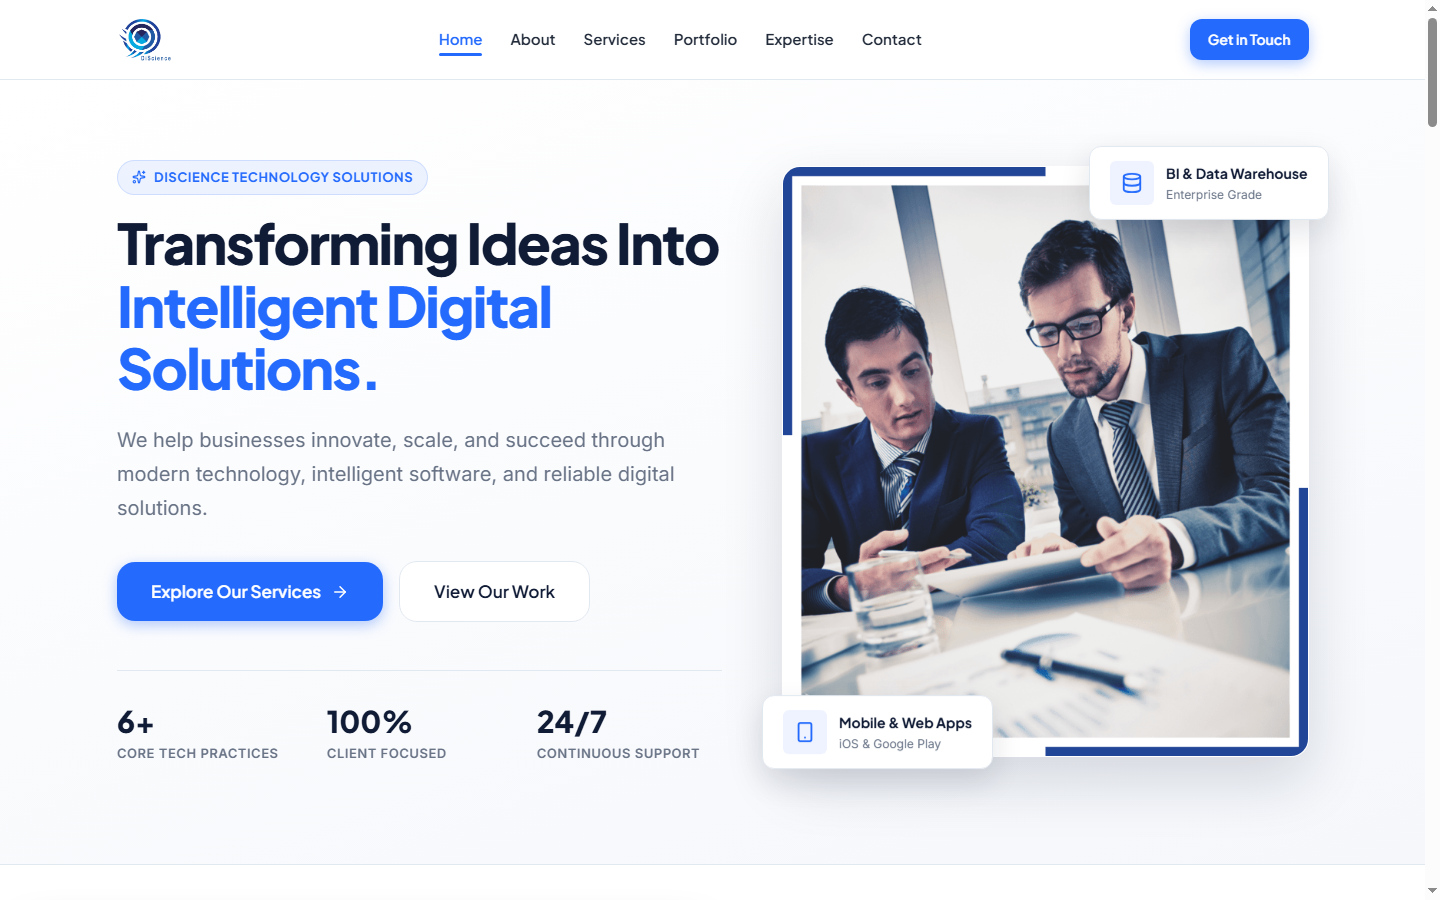 DiScience
Home
About
Services
Portfolio
Expertise
Contact
Get In Touch
DISCIENCE TECHNOLOGY SOLUTIONS
Transforming Ideas Into
Intelligent Digital
Solutions.
We help businesses innovate, scale, and succeed through
modern technology, intelligent software, and reliable digital
solutions.
Explore Our Services
View Our Work
6+
CORE TECH PRACTICES
100%
CLIENT FOCUSED
24/7
CONTINUOUS SUPPORT
BI & Data Warehouse
Enterprise Grade
Mobile & Web Apps
iOS & Google Play